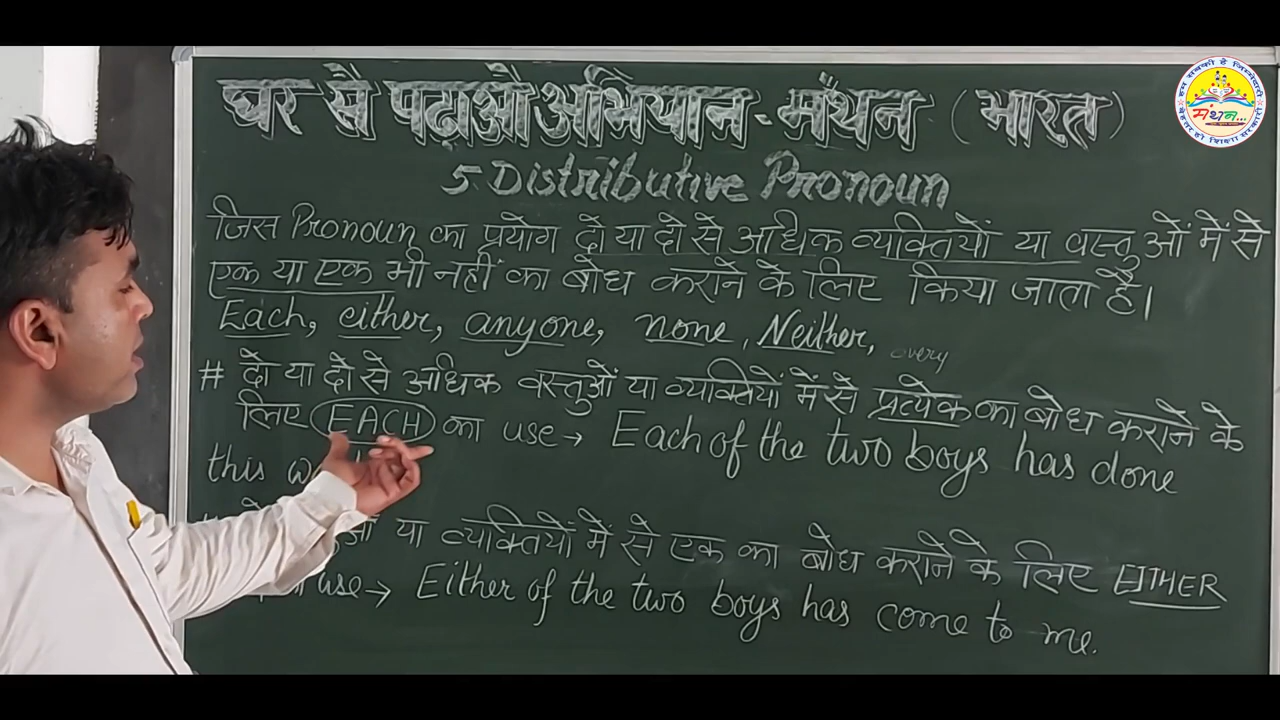 घर सै पढ़ाऔ अभियान - मंथन (भारत)
5 Distributive Pronoun
जिस Pronoun का प्रयोग दो या दो से अधिक व्यक्तियों या वस्तुओं में से
एक या एक भी नहीं का बोध कराने के लिए किया जाता है।
Each, either, anyone, none, Neither, every
# दो या दो से अधिक वस्तुओं या व्यक्तियों में से प्रत्येक का बोध कराने के
लिए EACH का use → Each of the two boys has done
this
या व्यक्तियों में से एक का बोध कराने के लिए EITHER
use → Either of the two boys has come to me.
मंथन...